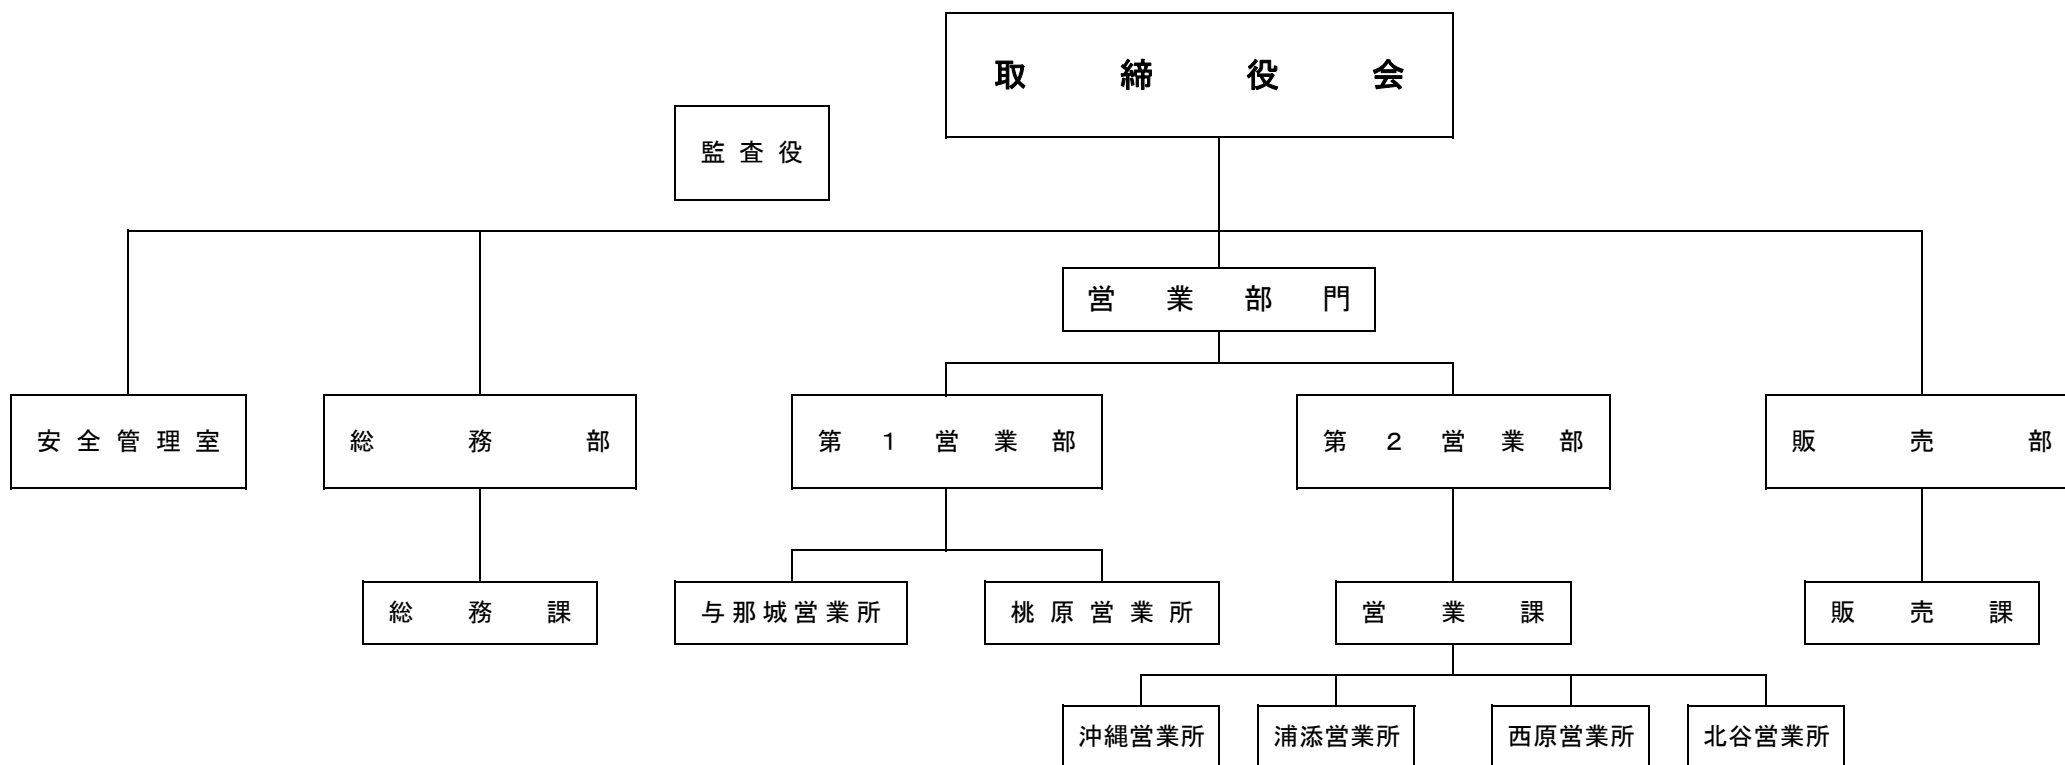 取締役会
監査役
営業部門
安全管理室
総務部
第１営業部
第２営業部
販売部
総務課
与那城営業所
桃原営業所
営業課
販売課
沖縄営業所
浦添営業所
西原営業所
北谷営業所